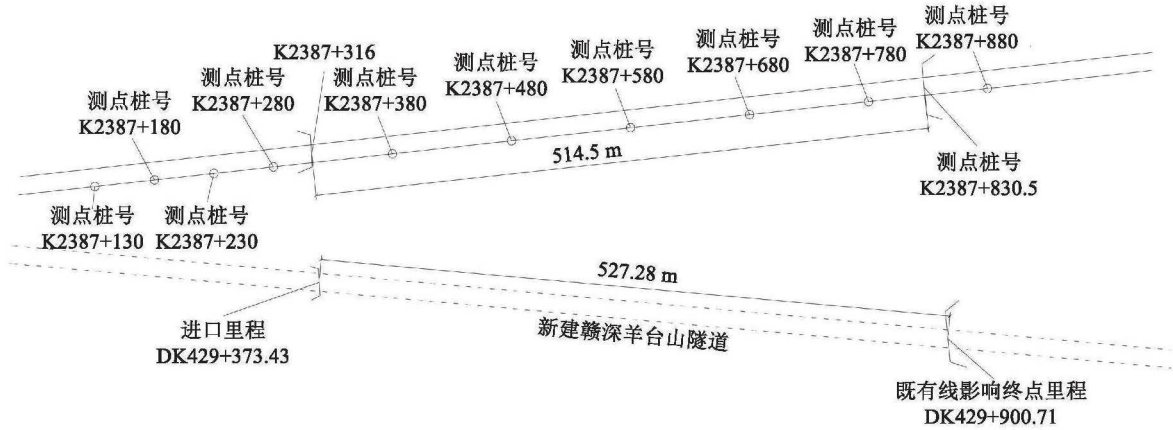 测点桩号
K2387+130
测点桩号
K2387+180
测点桩号
K2387+230
测点桩号
K2387+280
K2387+316
测点桩号
K2387+380
测点桩号
K2387+480
测点桩号
K2387+580
测点桩号
K2387+680
测点桩号
K2387+780
测点桩号
K2387+880
514.5 m
测点桩号
K2387+830.5
527.28 m
新建赣深羊台山隧道
进口里程
DK429+373.43
既有线影响终点里程
DK429+900.71